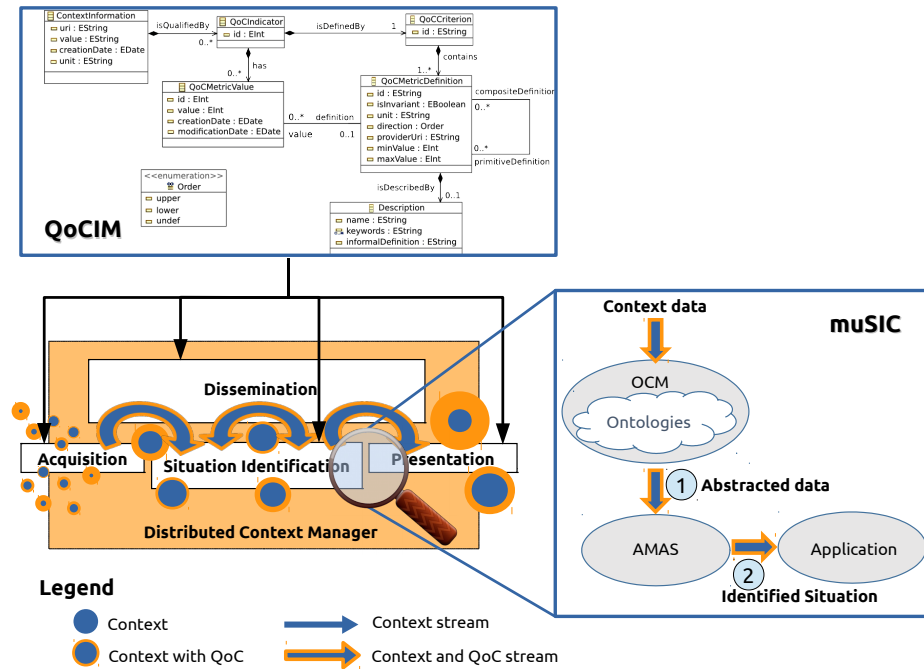 ContextInformation
uri : EString
value : EString
creationDate : EDate
unit : EString
isQualifiedBy
0..*
QoCIndicator
id : EInt
isDefinedBy
1
QoCCriterion
id : EString
has
0..*
contains
1..*
QoCMetricValue
id : EInt
value : EInt
creationDate : EDate
modificationDate : EDate
0..*
definition
value
0..1
QoCMetricDefinition
id : EString
isInvariant : EBoolean
unit : EString
direction : Order
providerUri : EString
minValue : EInt
maxValue : EInt
compositeDefinition
0..*
0..*
primitiveDefinition
<<enumeration>>
Order
upper
lower
undef
isDescribedBy
0..1
Description
name : EString
keywords : EString
informalDefinition : EString
QoCIM
Dissemination
Acquisition
Situation Identification
Presentation
Distributed Context Manager
Context data
muSIC
OCM
Ontologies
1
Abstracted data
AMAS
Application
2
Identified Situation
Legend
Context
Context stream
Context with QoC
Context and QoC stream